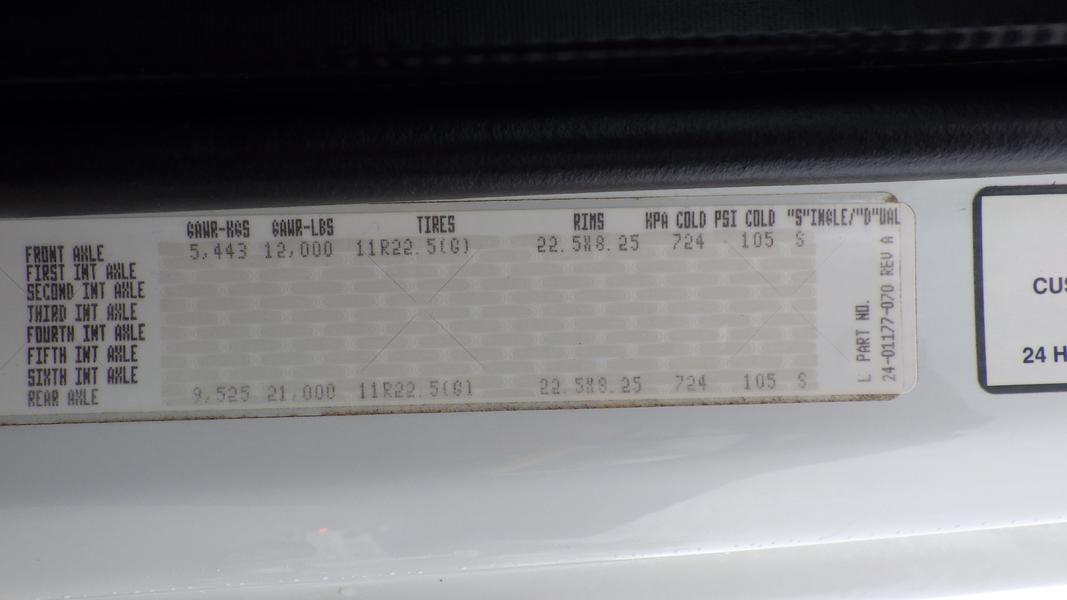 GAWR-KGS GAWR-LBS TIRES RIMS KPA COLD PSI COLD "S"INGLE/"D"UAL
FRONT AXLE 5,443 12,000 11R22.5(G) 22.5X8.25 724 105 S
FIRST INT AXLE
SECOND INT AXLE
THIRD INT AXLE
FOURTH INT AXLE
FIFTH INT AXLE
SIXTH INT AXLE
REAR AXLE 9,525 21,000 11R22.5(G) 22.5X8.25 724 105 S
L PART NO.
24-01177-070 REV A
24 H